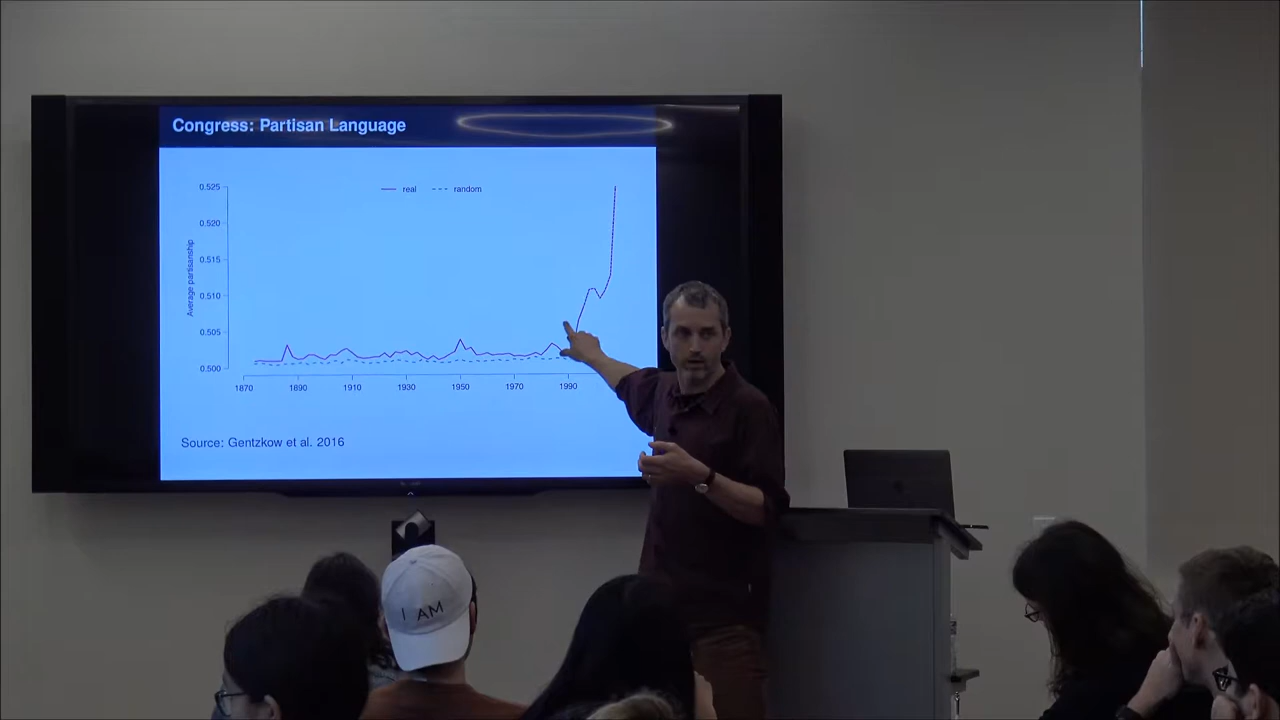 Congress: Partisan Language
real random
0.525
0.520
0.515
0.510
0.505
0.500
Average partisanship
1870 1890 1910 1930 1950 1970 1990
Source: Gentzkow et al. 2016
I AM